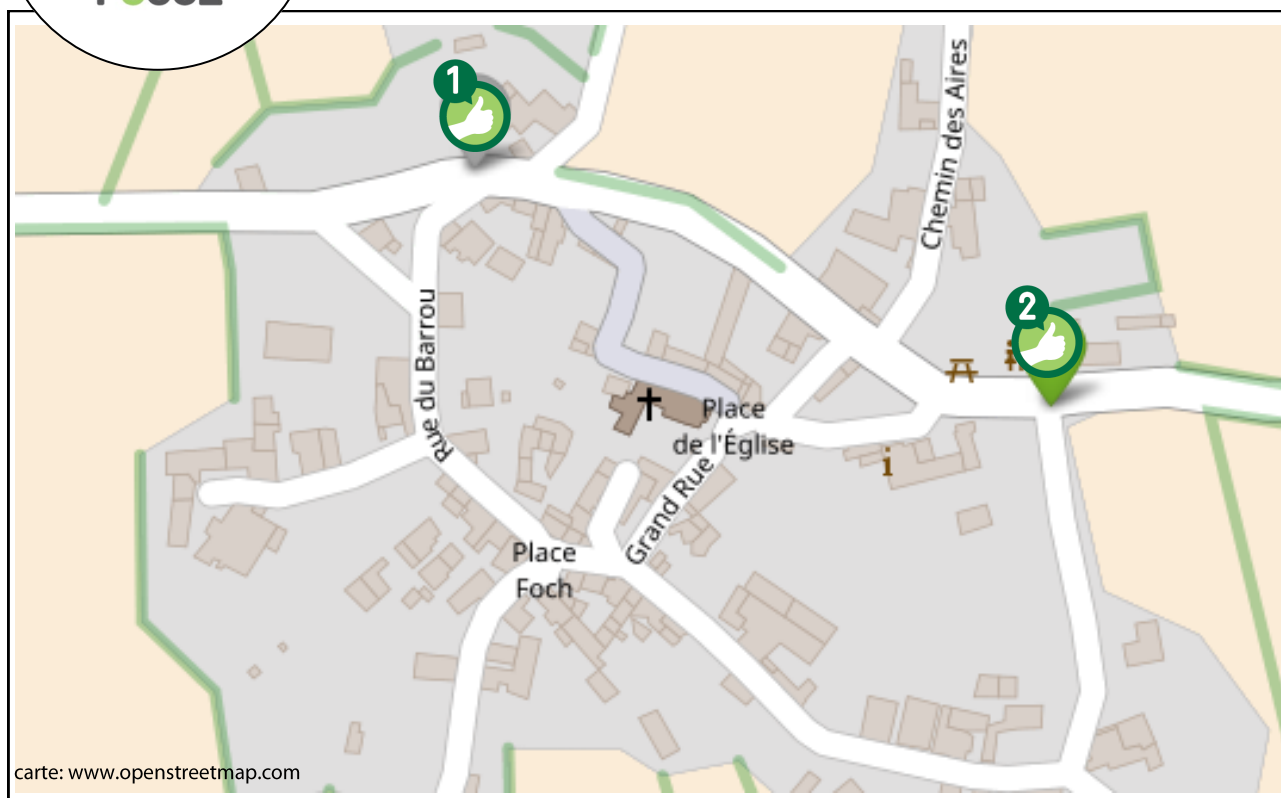 1
Chemin des Aires
2
Rue du Barrou
Place
de l'Église
i
Grand Rue
Place
Foch
carte: www.openstreetmap.com